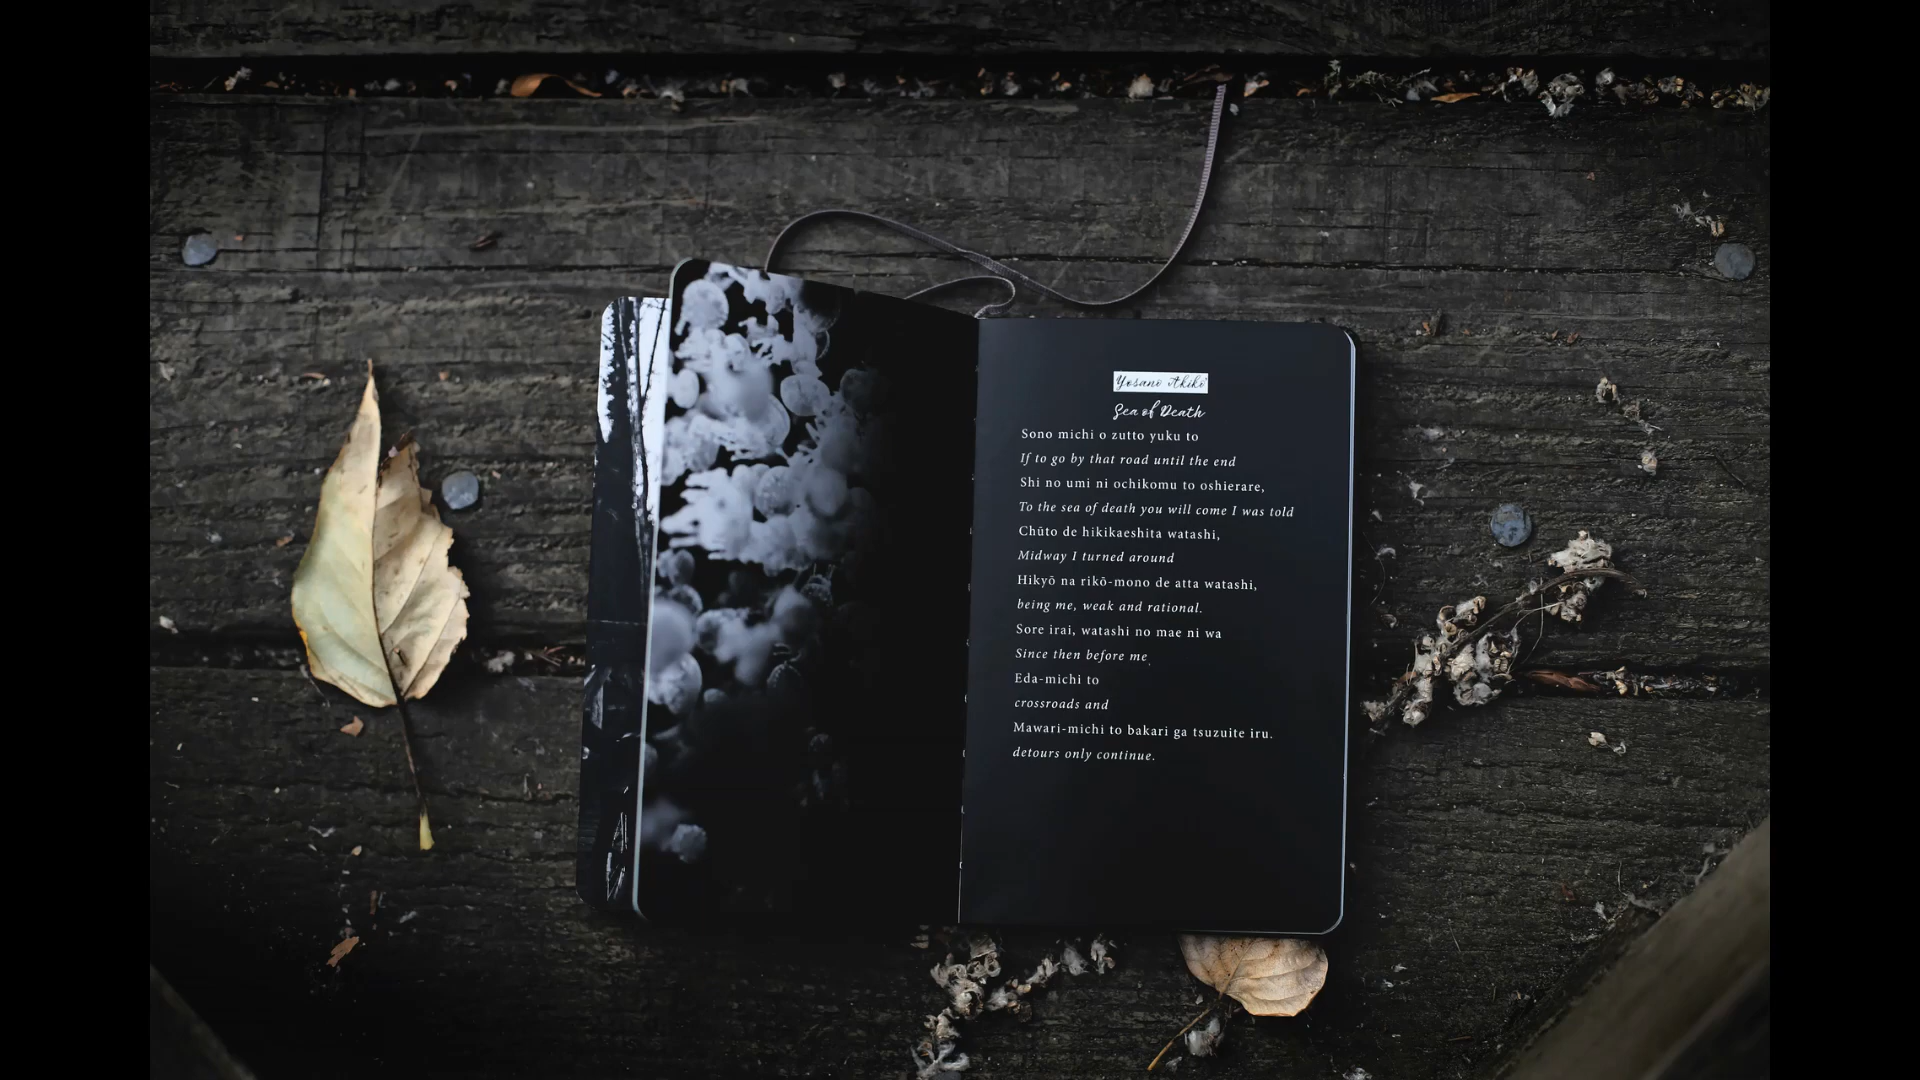 Yosano Akiko
Sea of Death
Sono michi o zutto yuku to
If to go by that road until the end
Shi no umi ni ochikomu to oshierare,
To the sea of death you will come I was told
Chūto de hikikaeshita watashi,
Midway I turned around
Hikyō na rikō-mono de atta watashi,
being me, weak and rational.
Sore irai, watashi no mae ni wa
Since then before me
Eda-michi to
crossroads and
Mawari-michi to bakari ga tsuzuite iru.
detours only continue.